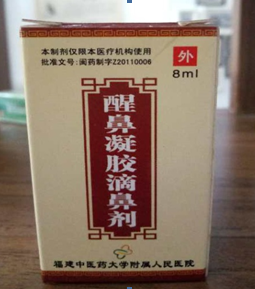 本制剂仅限本医疗机构使用
批准文号:闽药制字Z20110006
外
8ml
醒鼻凝胶滴鼻剂
福建中医药大学附属人民医院